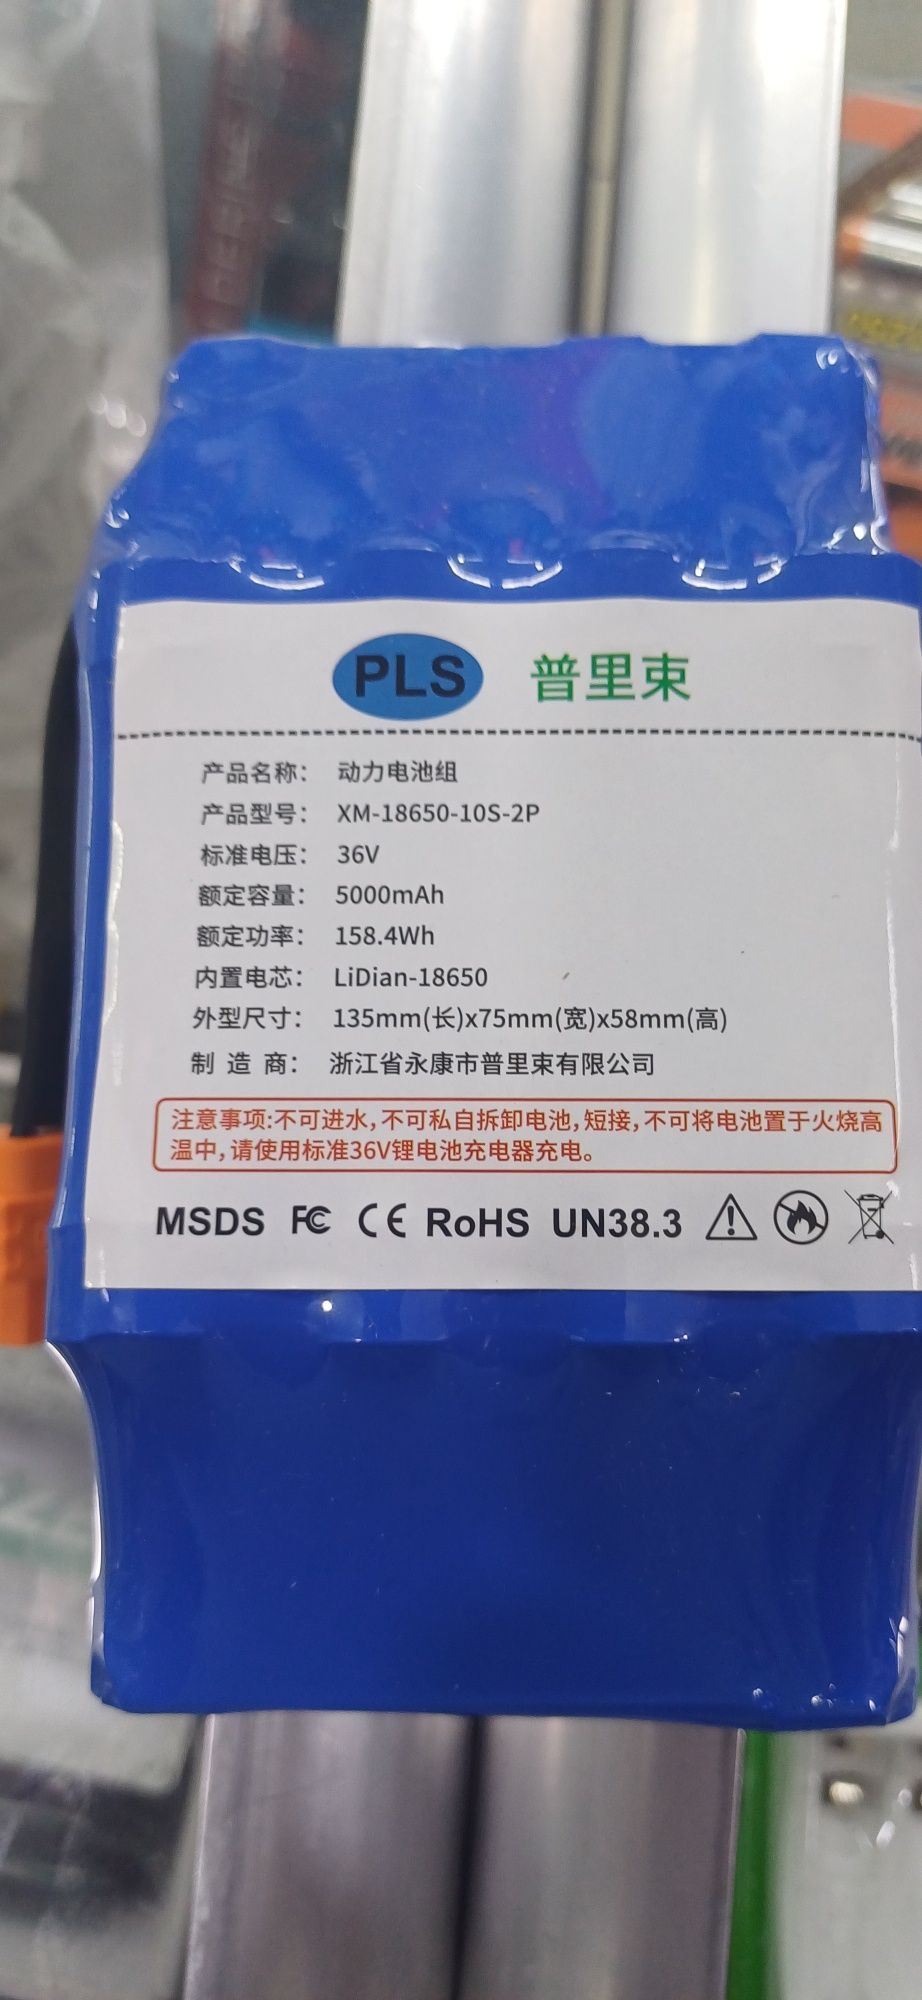 PLS 普里束
产品名称: 动力电池组
产品型号: XM-18650-10S-2P
标准电压: 36V
额定容量: 5000mAh
额定功率: 158.4Wh
内置电芯: LiDian-18650
外型尺寸: 135mm(长)x75mm(宽)x58mm(高)
制造商: 浙江省永康市普里束有限公司
注意事项:不可进水,不可私自拆卸电池,短接,不可将电池置于火烧高
温中,请使用标准36V锂电池充电器充电。
MSDS FC CE RoHS UN38.3